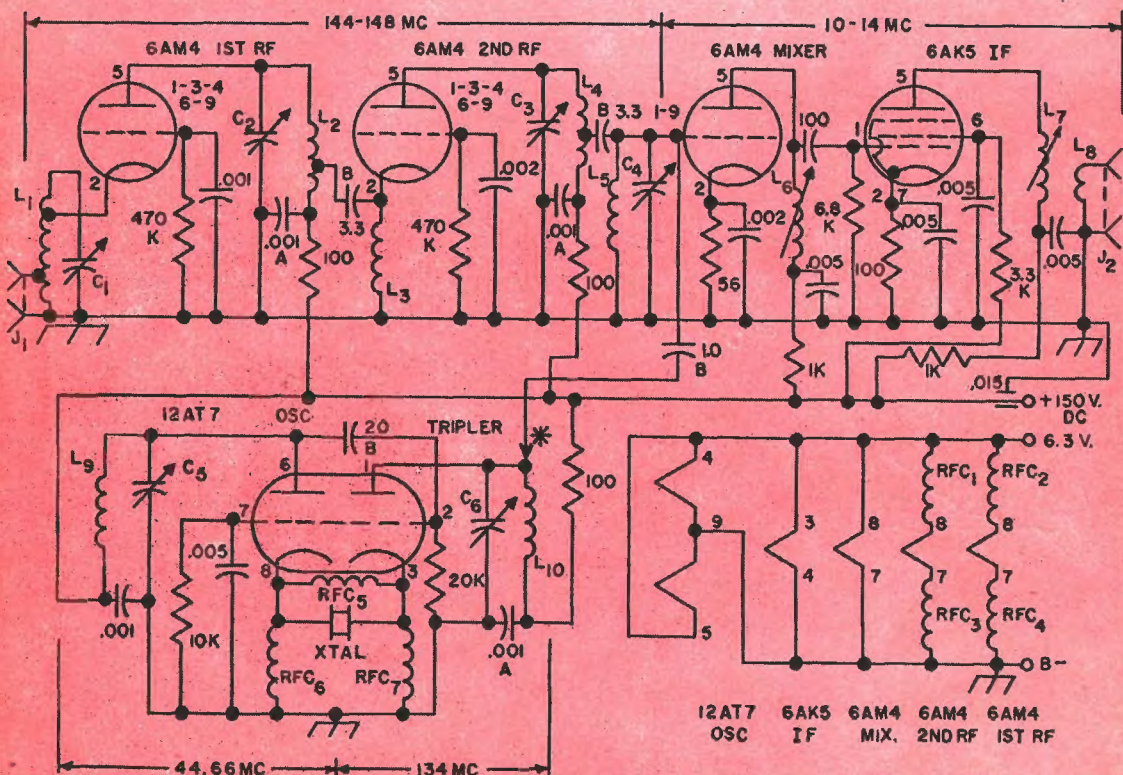 144-148 MC
10-14 MC
6AM4 1ST RF
6AM4 2ND RF
6AM4 MIXER
6AK5 IF
5
1-3-4
6-9
C2
L2
5
1-3-4
6-9
C3
L4
B 3.3
1-9
5
100
5
1
6
L7
L8
L1
2
.001
B
2
.002
L5
C4
2
L6
.002
2
7
.005
.005
C1
470
K
.001
A
3.3
100
L3
470
K
.001
A
100
56
.005
6.8
K
100
.005
3.3
K
J2
J1
1.0
B
1K
1K
.015
+150 V.
DC
12AT7
OSC
20
B
TRIPLER
*
6.3 V.
L9
C5
6
1
C6
100
4
RFC1
RFC2
7
2
9
3
8
8
8
.005
8
3
20K
L10
4
7
7
7
RFC5
.001
10K
XTAL
.001
A
5
RFC3
RFC4
RFC6
RFC7
B-
12AT7
OSC
6AK5
IF
6AM4
MIX.
6AM4
2ND RF
6AM4
1ST RF
44.66 MC
134 MC